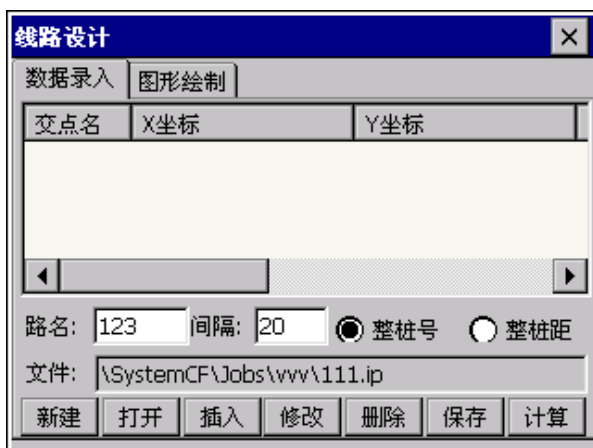 线路设计
数据录入 图形绘制
交点名 X坐标 Y坐标
路名: 123 间隔: 20 整桩号 整桩距
文件: \SystemCF\Jobs\vvv\111.ip
新建 打开 插入 修改 删除 保存 计算